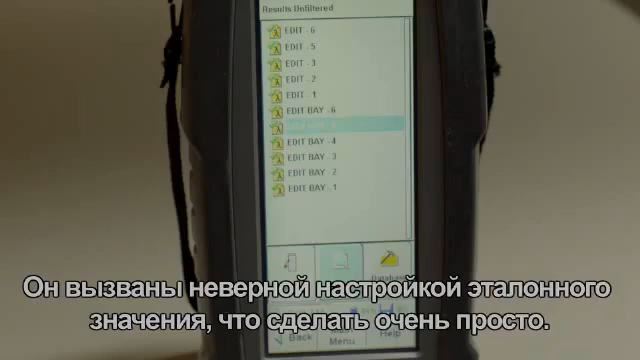 Results Unfiltered
EDIT - 6
EDIT - 5
EDIT - 3
EDIT - 2
EDIT - 1
EDIT BAY - 6
EDIT BAY - 4
EDIT BAY - 3
EDIT BAY - 2
EDIT BAY - 1
Database
Он вызваны неверной настройкой эталонного
значения, что сделать очень просто.
Back
Menu
Help